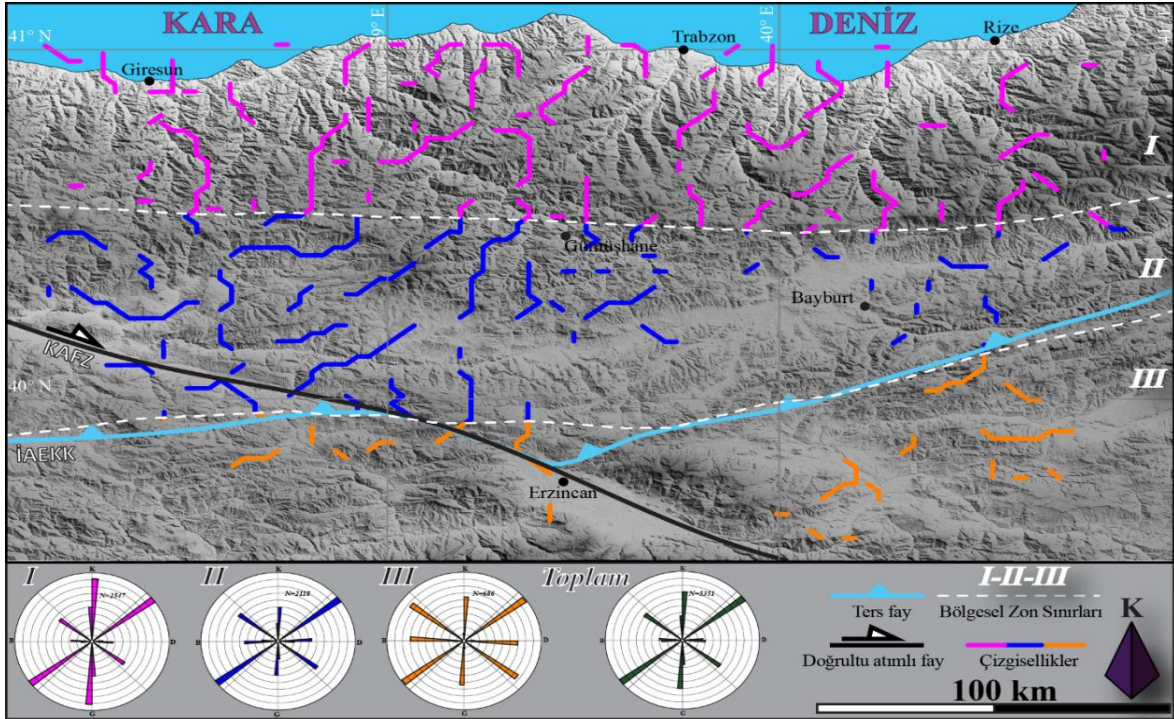 KARA DENİZ
41° N
39° E
40° E
Giresun
Trabzon
Rize
I
Gümüşhane
II
Bayburt
KAFZ
40° N
III
İAEKK
Erzincan
I II III Toplam I-II-III
K K K K
N=2547 N=2118 N=686 N=5351
B D B D B D B D
G G G G
Ters fay
Bölgesel Zon Sınırları
K
Doğrultu atımlı fay
Çizgisellikler
100 km